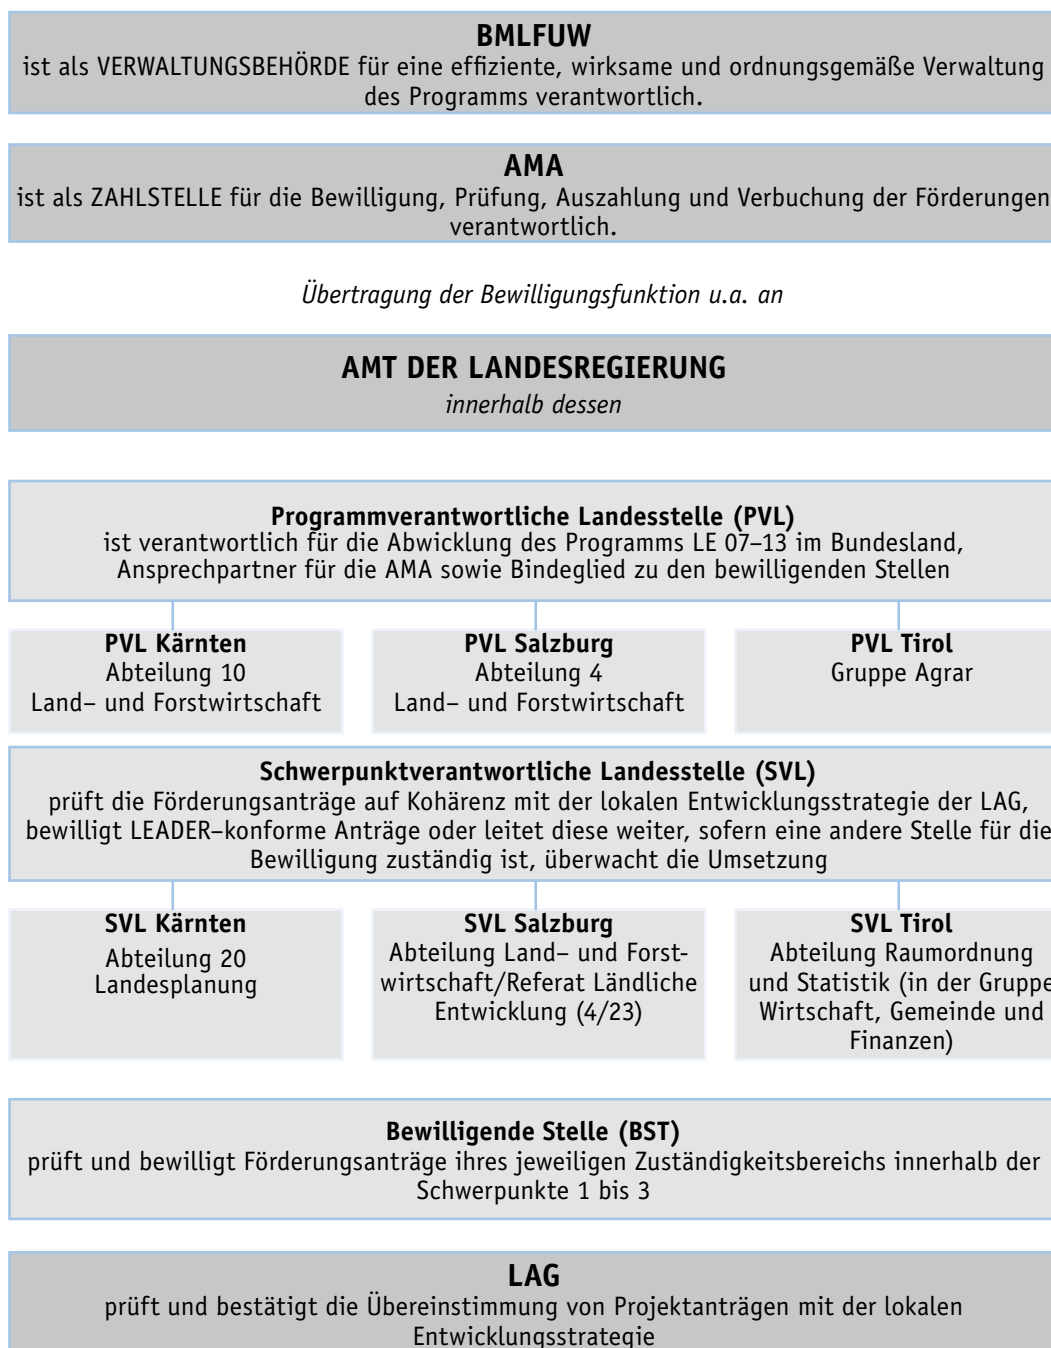 BMLFUW
ist als VERWALTUNGSBEHÖRDE für eine effiziente, wirksame und ordnungsgemäße Verwaltung
des Programms verantwortlich.
AMA
ist als ZAHLSTELLE für die Bewilligung, Prüfung, Auszahlung und Verbuchung der Förderungen
verantwortlich.
Übertragung der Bewilligungsfunktion u.a. an
AMT DER LANDESREGIERUNG
innerhalb dessen
Programmverantwortliche Landesstelle (PVL)
ist verantwortlich für die Abwicklung des Programms LE 07–13 im Bundesland,
Ansprechpartner für die AMA sowie Bindeglied zu den bewilligenden Stellen
PVL Kärnten
Abteilung 10
Land– und Forstwirtschaft
PVL Salzburg
Abteilung 4
Land– und Forstwirtschaft
PVL Tirol
Gruppe Agrar
Schwerpunktverantwortliche Landesstelle (SVL)
prüft die Förderungsanträge auf Kohärenz mit der lokalen Entwicklungsstrategie der LAG,
bewilligt LEADER–konforme Anträge oder leitet diese weiter, sofern eine andere Stelle für die
Bewilligung zuständig ist, überwacht die Umsetzung
SVL Kärnten
Abteilung 20
Landesplanung
SVL Salzburg
Abteilung Land– und Forst-
wirtschaft/Referat Ländliche
Entwicklung (4/23)
SVL Tirol
Abteilung Raumordnung
und Statistik (in der Gruppe
Wirtschaft, Gemeinde und
Finanzen)
Bewilligende Stelle (BST)
prüft und bewilligt Förderungsanträge ihres jeweiligen Zuständigkeitsbereichs innerhalb der
Schwerpunkte 1 bis 3
LAG
prüft und bestätigt die Übereinstimmung von Projektanträgen mit der lokalen
Entwicklungsstrategie